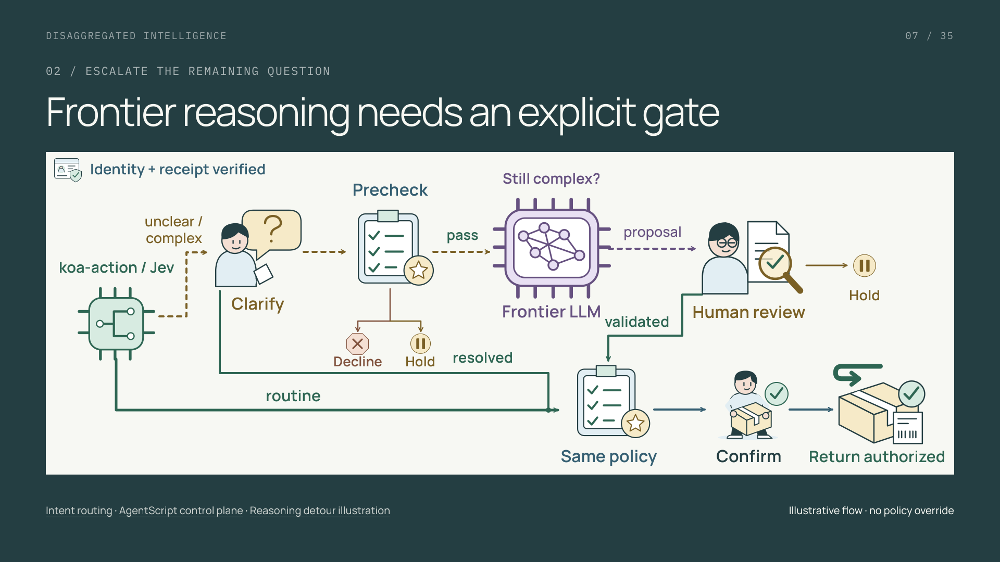 DISAGGREGATED INTELLIGENCE
07 / 35
02 / ESCALATE THE REMAINING QUESTION
Frontier reasoning needs an explicit gate
Identity + receipt verified
Still complex?
Precheck
unclear /
complex
pass
proposal
koa-action / Jev
Clarify
Frontier LLM
Human review
Hold
validated
Decline
Hold
resolved
routine
Same policy
Confirm
Return authorized
Intent routing · AgentScript control plane · Reasoning detour illustration
Illustrative flow · no policy override